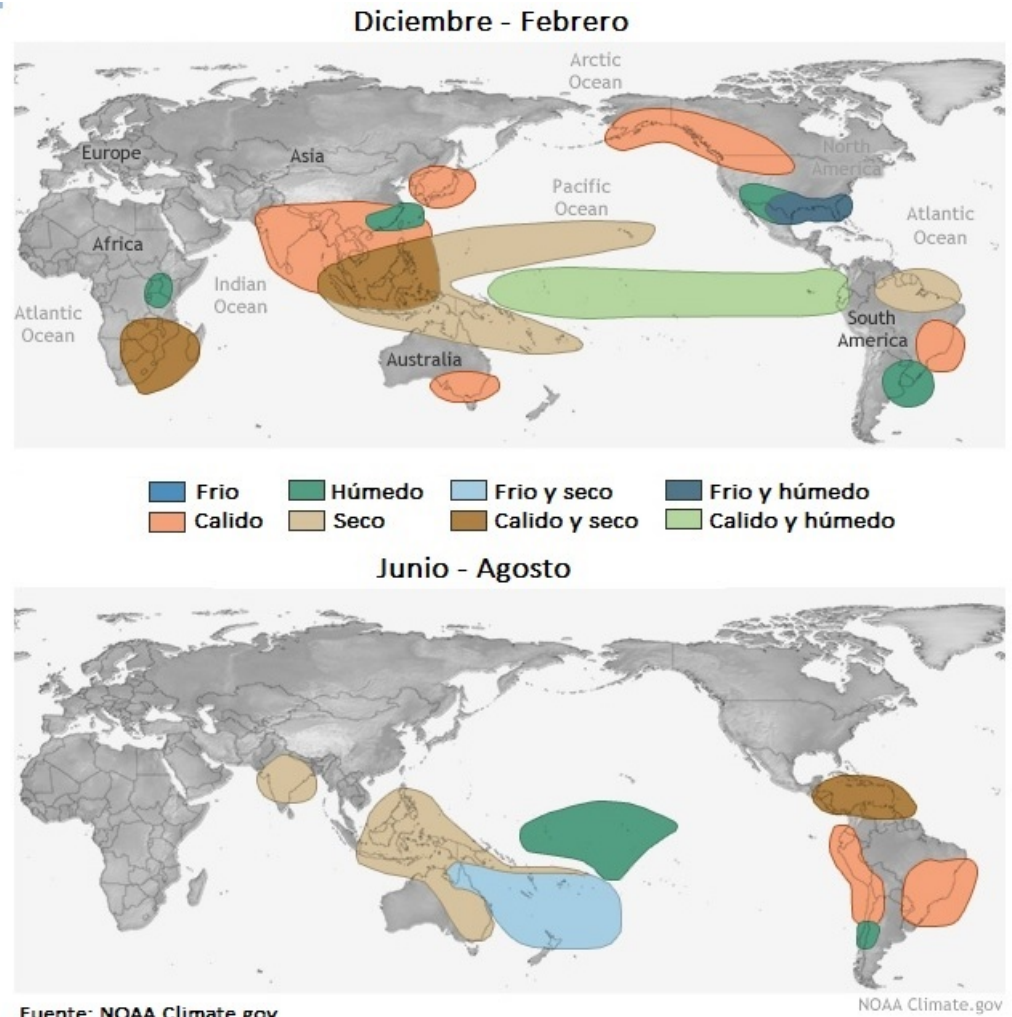 Diciembre - Febrero
Arctic
Ocean
Europe
Asia
North
America
Pacific
Ocean
Atlantic
Ocean
Africa
Indian
Ocean
Atlantic
Ocean
South
America
Australia
Frio
Húmedo
Frio y seco
Frio y húmedo
Calido
Seco
Calido y seco
Calido y húmedo
Junio - Agosto
NOAA Climate.gov
Fuente: NOAA Climate.gov